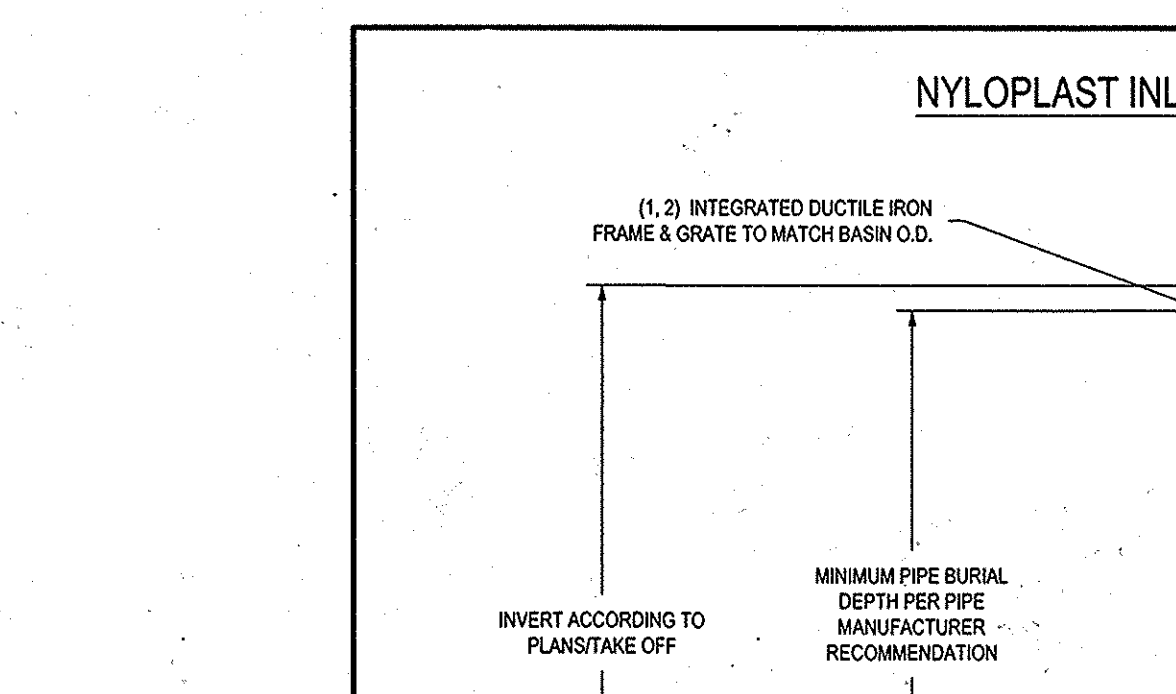 NYLOPLAST INL
(1, 2) INTEGRATED DUCTILE IRON
FRAME & GRATE TO MATCH BASIN O.D.
MINIMUM PIPE BURIAL
DEPTH PER PIPE
MANUFACTURER
RECOMMENDATION
INVERT ACCORDING TO
PLANS/TAKE OFF